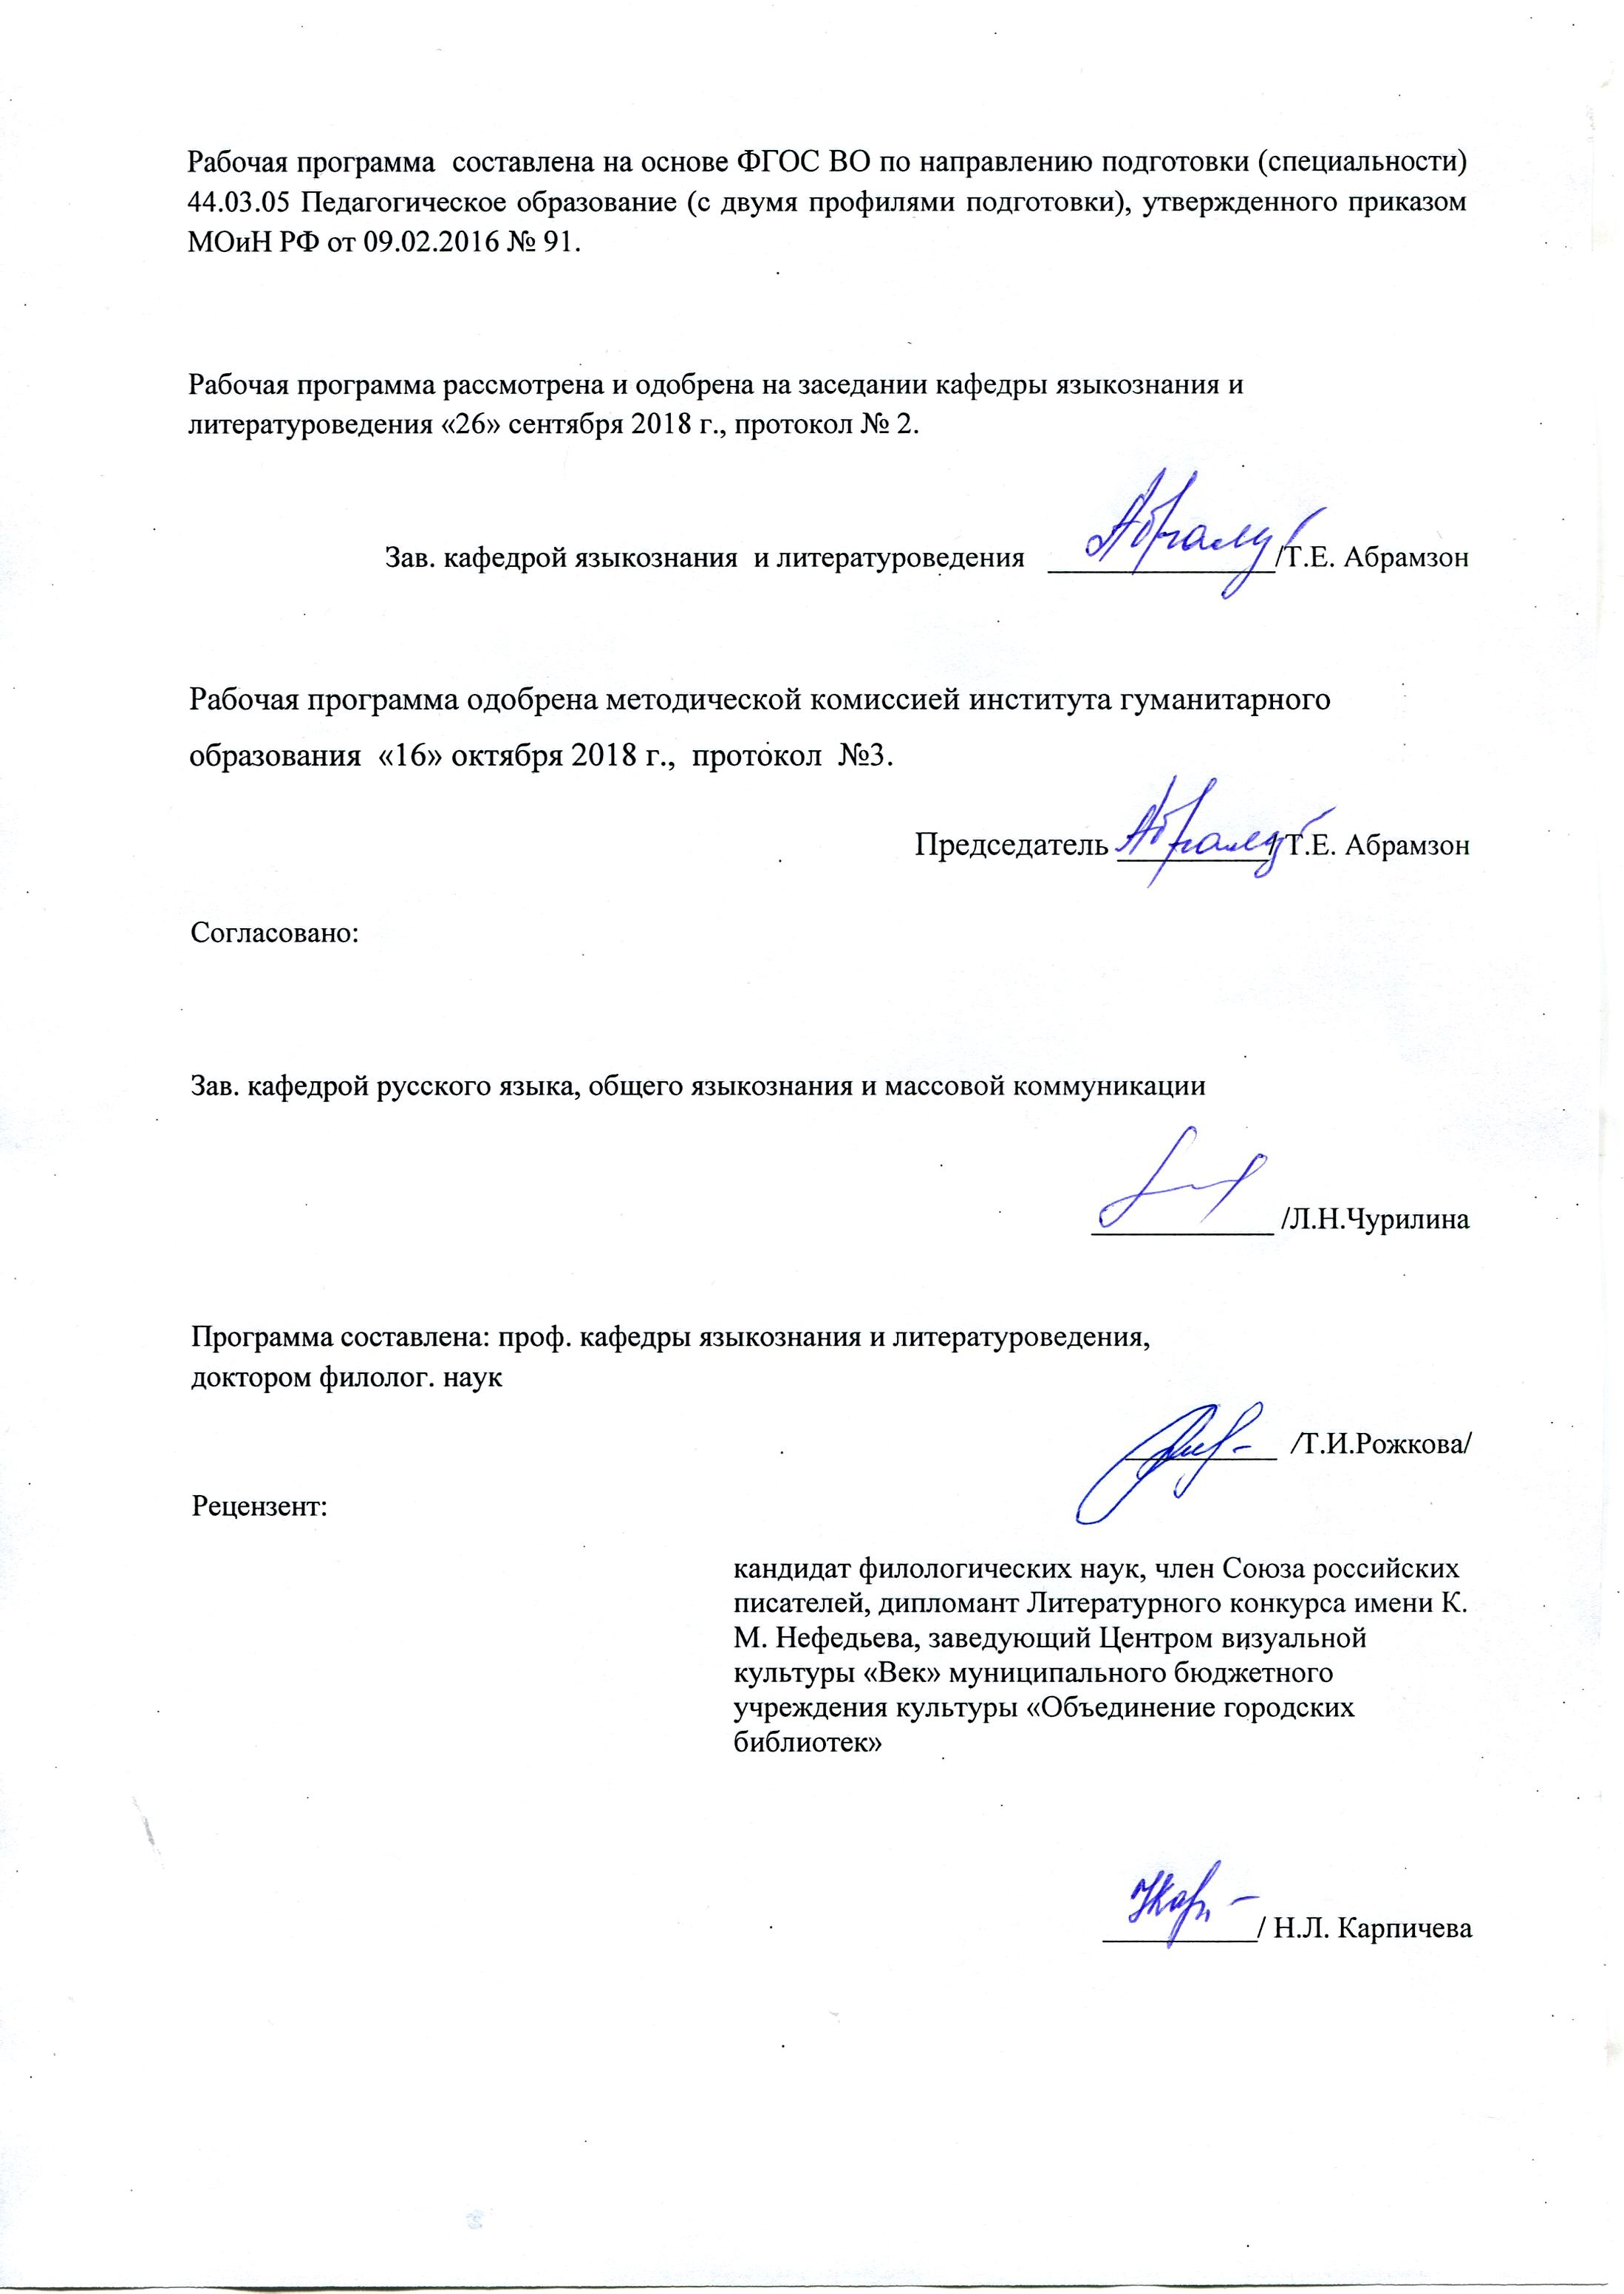 Рабочая программа составлена на основе ФГОС ВО по направлению подготовки (специальности)
44.03.05 Педагогическое образование (с двумя профилями подготовки), утвержденного приказом
МОиН РФ от 09.02.2016 № 91.
Рабочая программа рассмотрена и одобрена на заседании кафедры языкознания и
литературоведения «26» сентября 2018 г., протокол № 2.
Зав. кафедрой языкознания и литературоведения ________________/Т.Е. Абрамзон
Рабочая программа одобрена методической комиссией института гуманитарного
образования «16» октября 2018 г., протокол №3.
Председатель __________/ Т.Е. Абрамзон
Согласовано:
Зав. кафедрой русского языка, общего языкознания и массовой коммуникации
_____________ /Л.Н.Чурилина
Программа составлена: проф. кафедры языкознания и литературоведения,
доктором филолог. наук
___________ /Т.И.Рожкова/
Рецензент:
кандидат филологических наук, член Союза российских
писателей, дипломант Литературного конкурса имени К.
М. Нефедьева, заведующий Центром визуальной
культуры «Век» муниципального бюджетного
учреждения культуры «Объединение городских
библиотек»
___________/ Н.Л. Карпичева